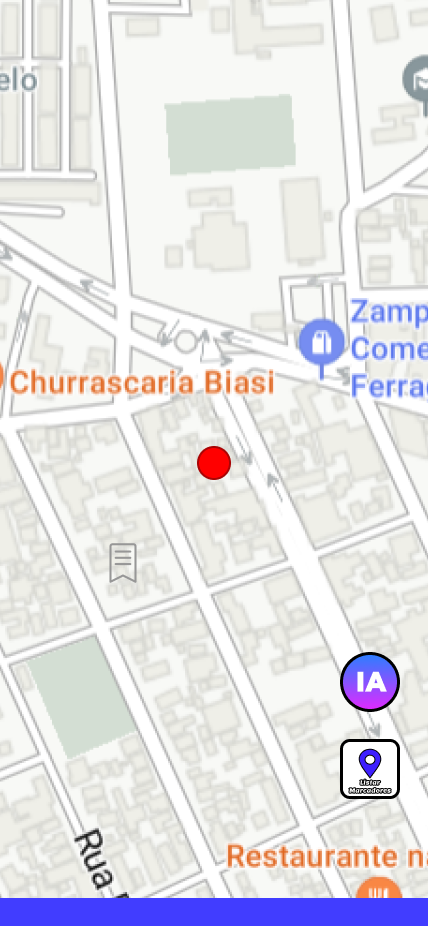 elo
Zamp
Come
Ferrag
Churrascaria Biasi
IA
Listar
Marcadores
Restaurante na
Rua